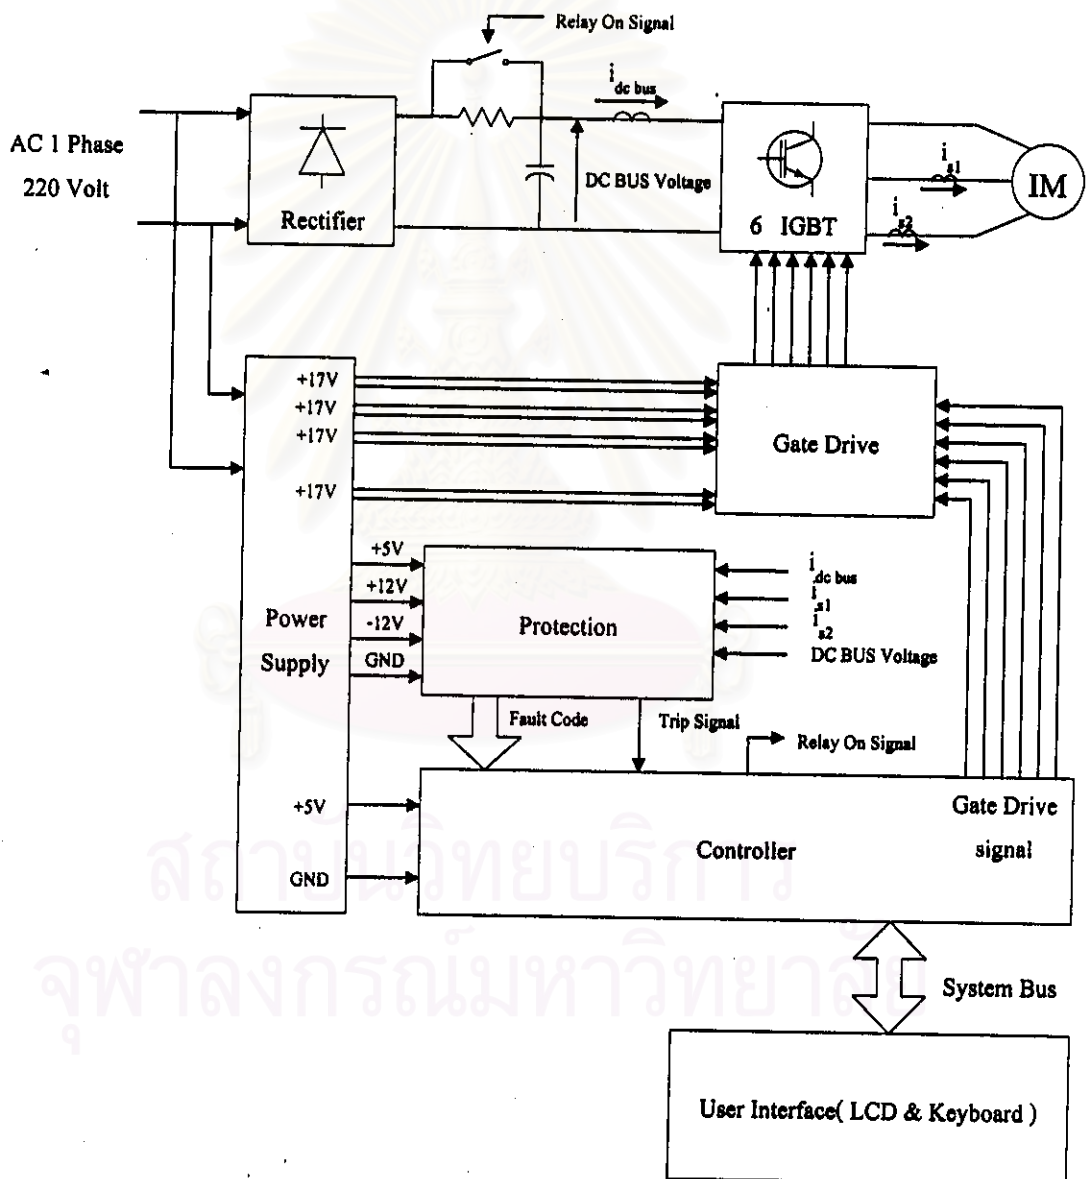 Relay On Signal
i dc bus
AC 1 Phase
220 Volt
Rectifier
DC BUS Voltage
6 IGBT
i s1
i s2
IM
+17V
+17V
+17V
+17V
Gate Drive
+5V
+12V
-12V
GND
Power
Supply
Protection
i dc bus
i s1
i s2
DC BUS Voltage
Fault Code
Trip Signal
Relay On Signal
+5V
GND
Controller
Gate Drive
signal
สถาบันวิทยบริการ
จุฬาลงกรณ์มหาวิทยาลัย
System Bus
User Interface( LCD & Keyboard )